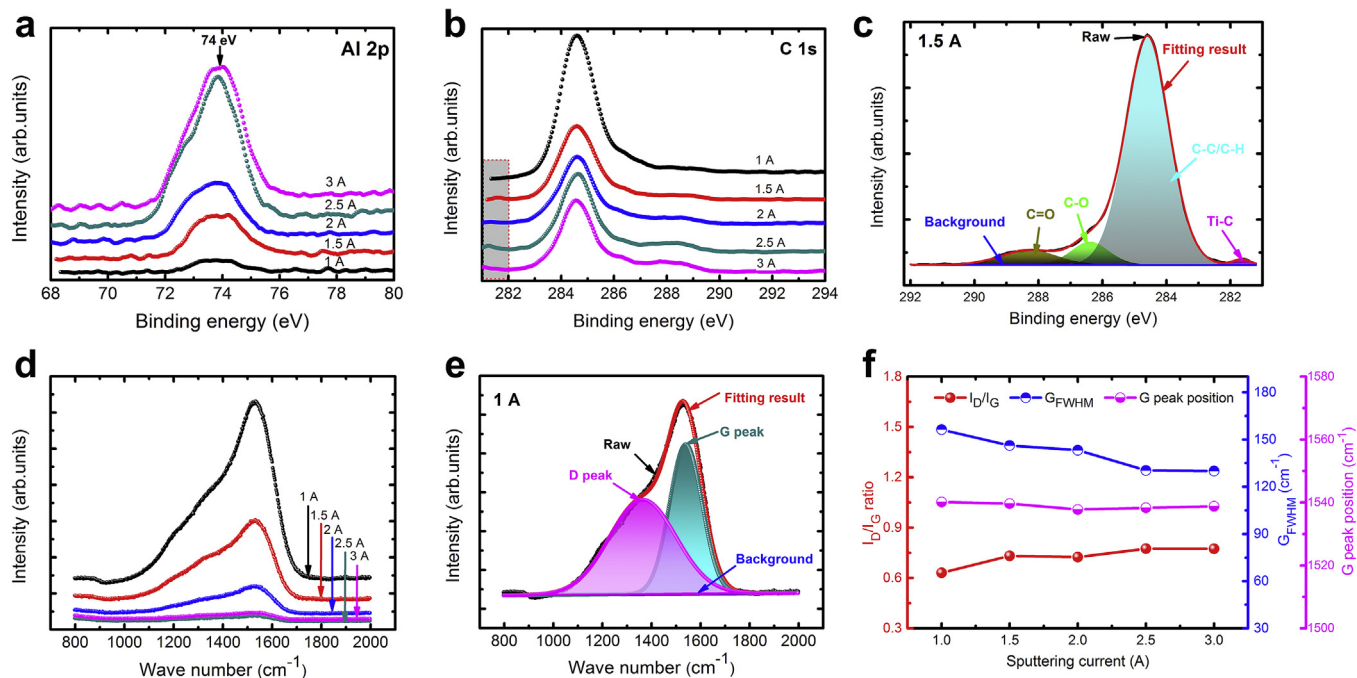 a
74 eV
Al 2p
3 A
2.5 A
2 A
1.5 A
1 A
68 70 72 74 76 78 80
Binding energy (eV)
Intensity (arb.units)
b
C 1s
1 A
1.5 A
2 A
2.5 A
3 A
282 284 286 288 290 292 294
Binding energy (eV)
Intensity (arb.units)
c
1.5 A
Raw
Fitting result
C-C/C-H
C-O
C=O
Background
Ti-C
292 290 288 286 284 282
Binding energy (eV)
Intensity (arb.units)
d
1 A
1.5 A
2 A
2.5 A
3 A
800 1000 1200 1400 1600 1800 2000
Wave number (cm⁻¹)
Intensity (arb.units)
e
1 A
Fitting result
Raw
G peak
D peak
Background
800 1000 1200 1400 1600 1800 2000
Wave number (cm⁻¹)
Intensity (arb.units)
f
I_D/I_G
G_FWHM
G peak position
1.8
1.5
1.2
0.9
0.6
0.3
I_D/I_G ratio
1.0 1.5 2.0 2.5 3.0
Sputtering current (A)
180
150
120
90
60
30
G_FWHM (cm⁻¹)
1580
1560
1540
1520
1500
G peak position (cm⁻¹)